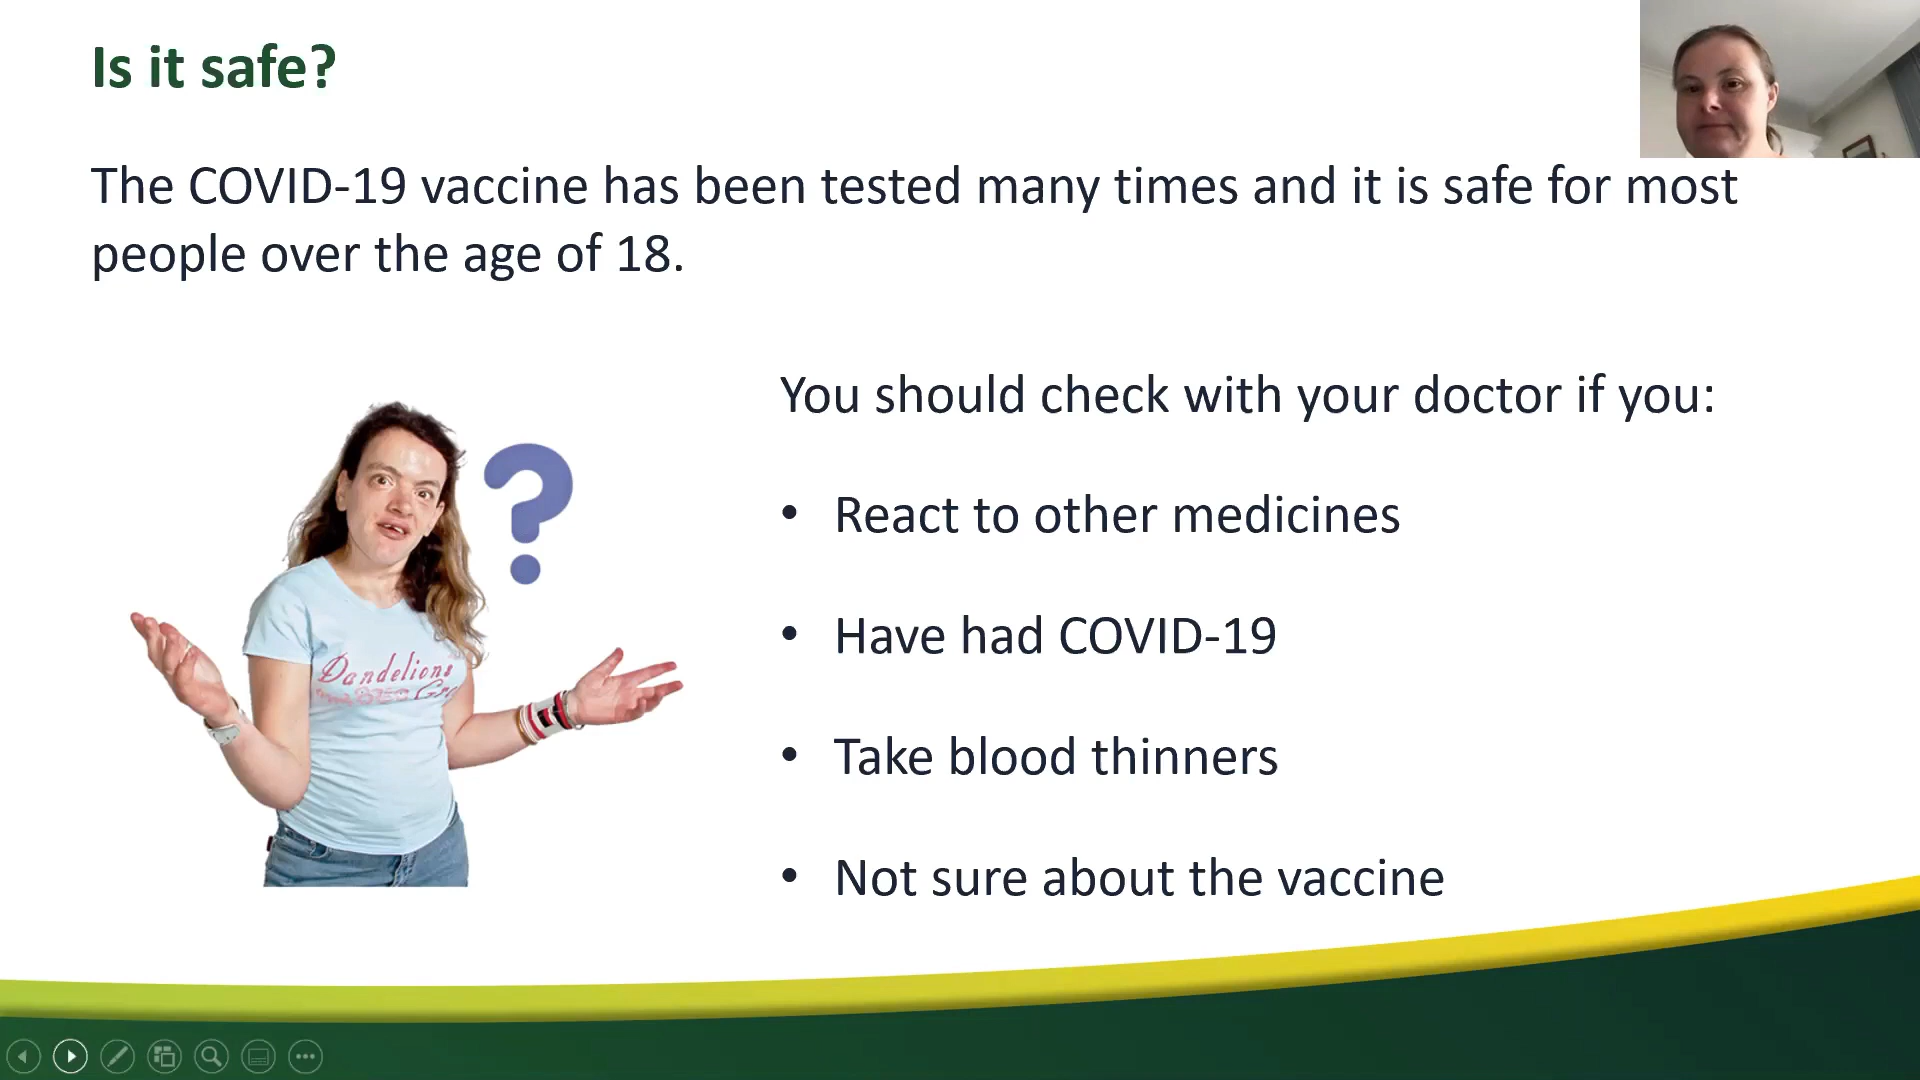 Is it safe?
The COVID-19 vaccine has been tested many times and it is safe for most
people over the age of 18.
You should check with your doctor if you:
• React to other medicines
• Have had COVID-19
• Take blood thinners
• Not sure about the vaccine
Dandelions